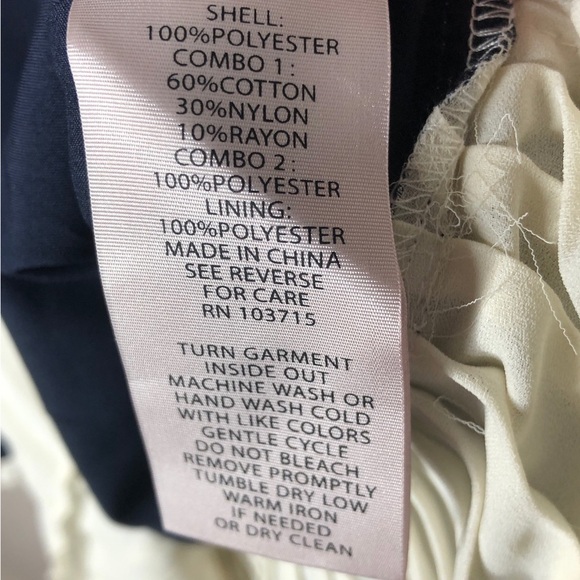 SHELL:
100%POLYESTER
COMBO 1:
60%COTTON
30%NYLON
10%RAYON
COMBO 2:
100%POLYESTER
LINING:
100%POLYESTER
MADE IN CHINA
SEE REVERSE
FOR CARE
RN 103715
TURN GARMENT
INSIDE OUT
MACHINE WASH OR
HAND WASH COLD
WITH LIKE COLORS
GENTLE CYCLE
DO NOT BLEACH
REMOVE PROMPTLY
TUMBLE DRY LOW
WARM IRON
IF NEEDED
OR DRY CLEAN